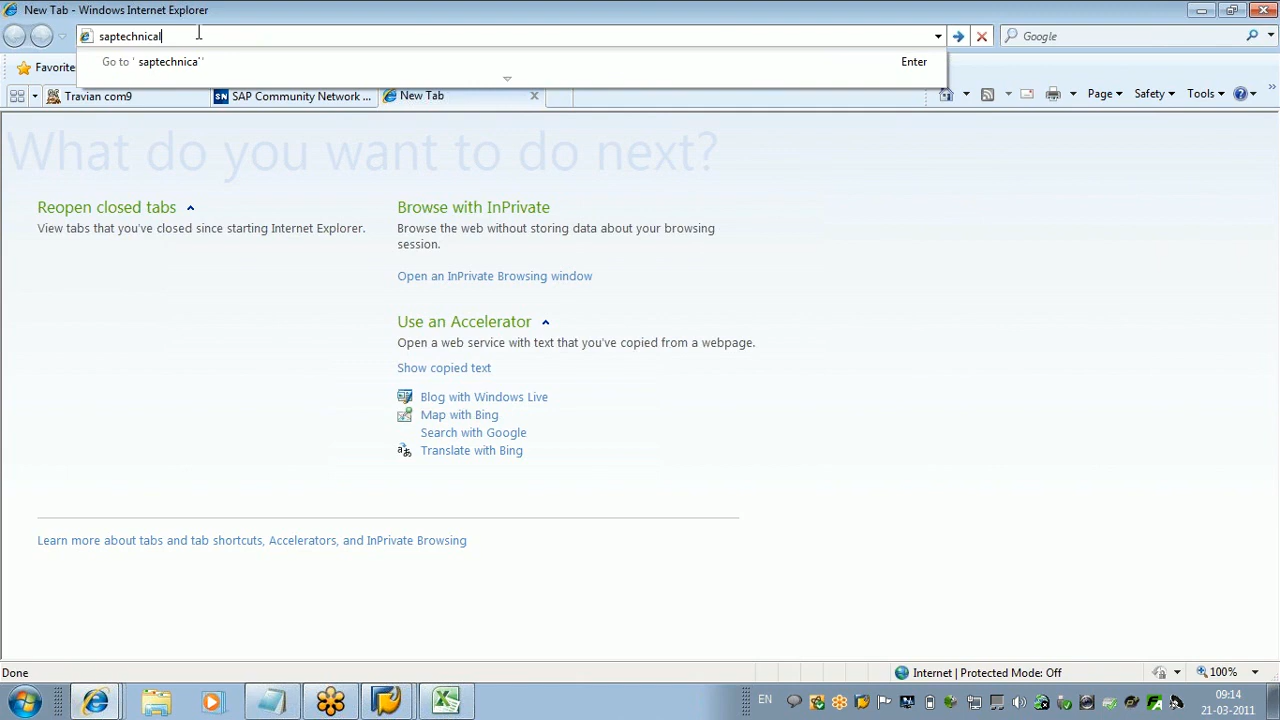 New Tab - Windows Internet Explorer
saptechnical
Google
Go to ' saptechnica''
Enter
Favorite
Travian com9
SAP Community Network ...
New Tab
Page
Safety
Tools
What do you want to do next?
Reopen closed tabs
View tabs that you've closed since starting Internet Explorer.
Browse with InPrivate
Browse the web without storing data about your browsing
session.
Open an InPrivate Browsing window
Use an Accelerator
Open a web service with text that you've copied from a webpage.
Show copied text
Blog with Windows Live
Map with Bing
Search with Google
Translate with Bing
Learn more about tabs and tab shortcuts, Accelerators, and InPrivate Browsing
Done
Internet | Protected Mode: Off
100%
EN
09:14
21-03-2011